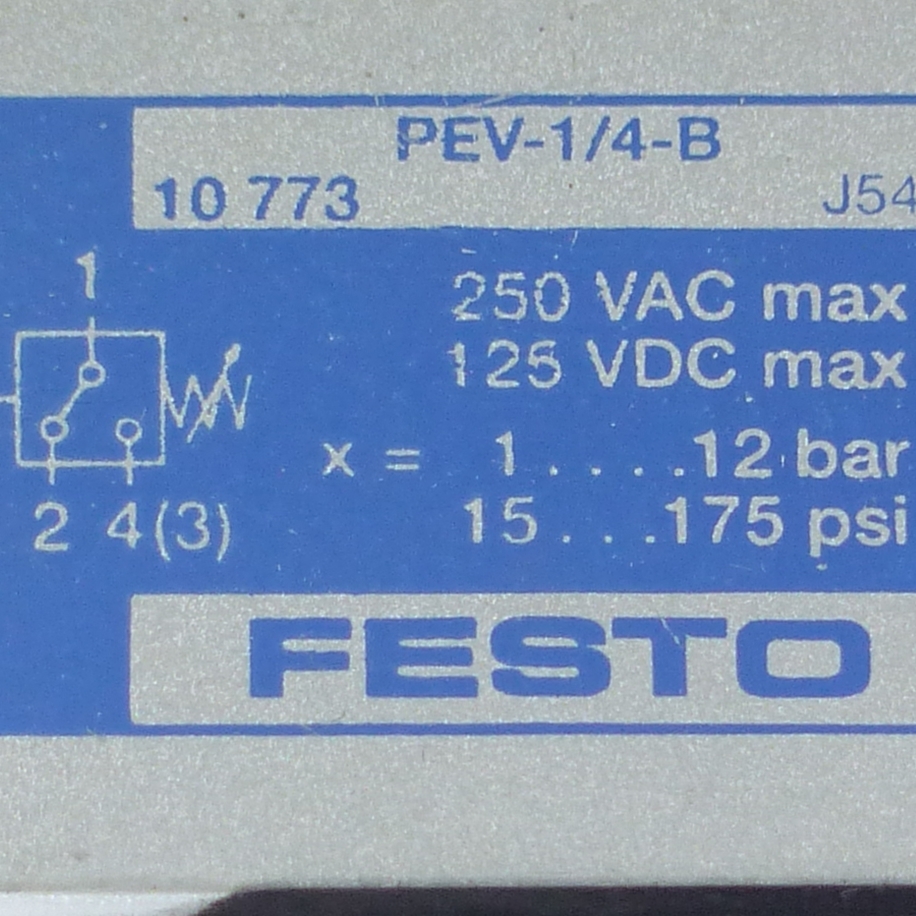 PEV-1/4-B
10 773 J54
1
250 VAC max
125 VDC max
x = 1. . . . .12 bar
2 4(3)
15 . . .175 psi
FESTO